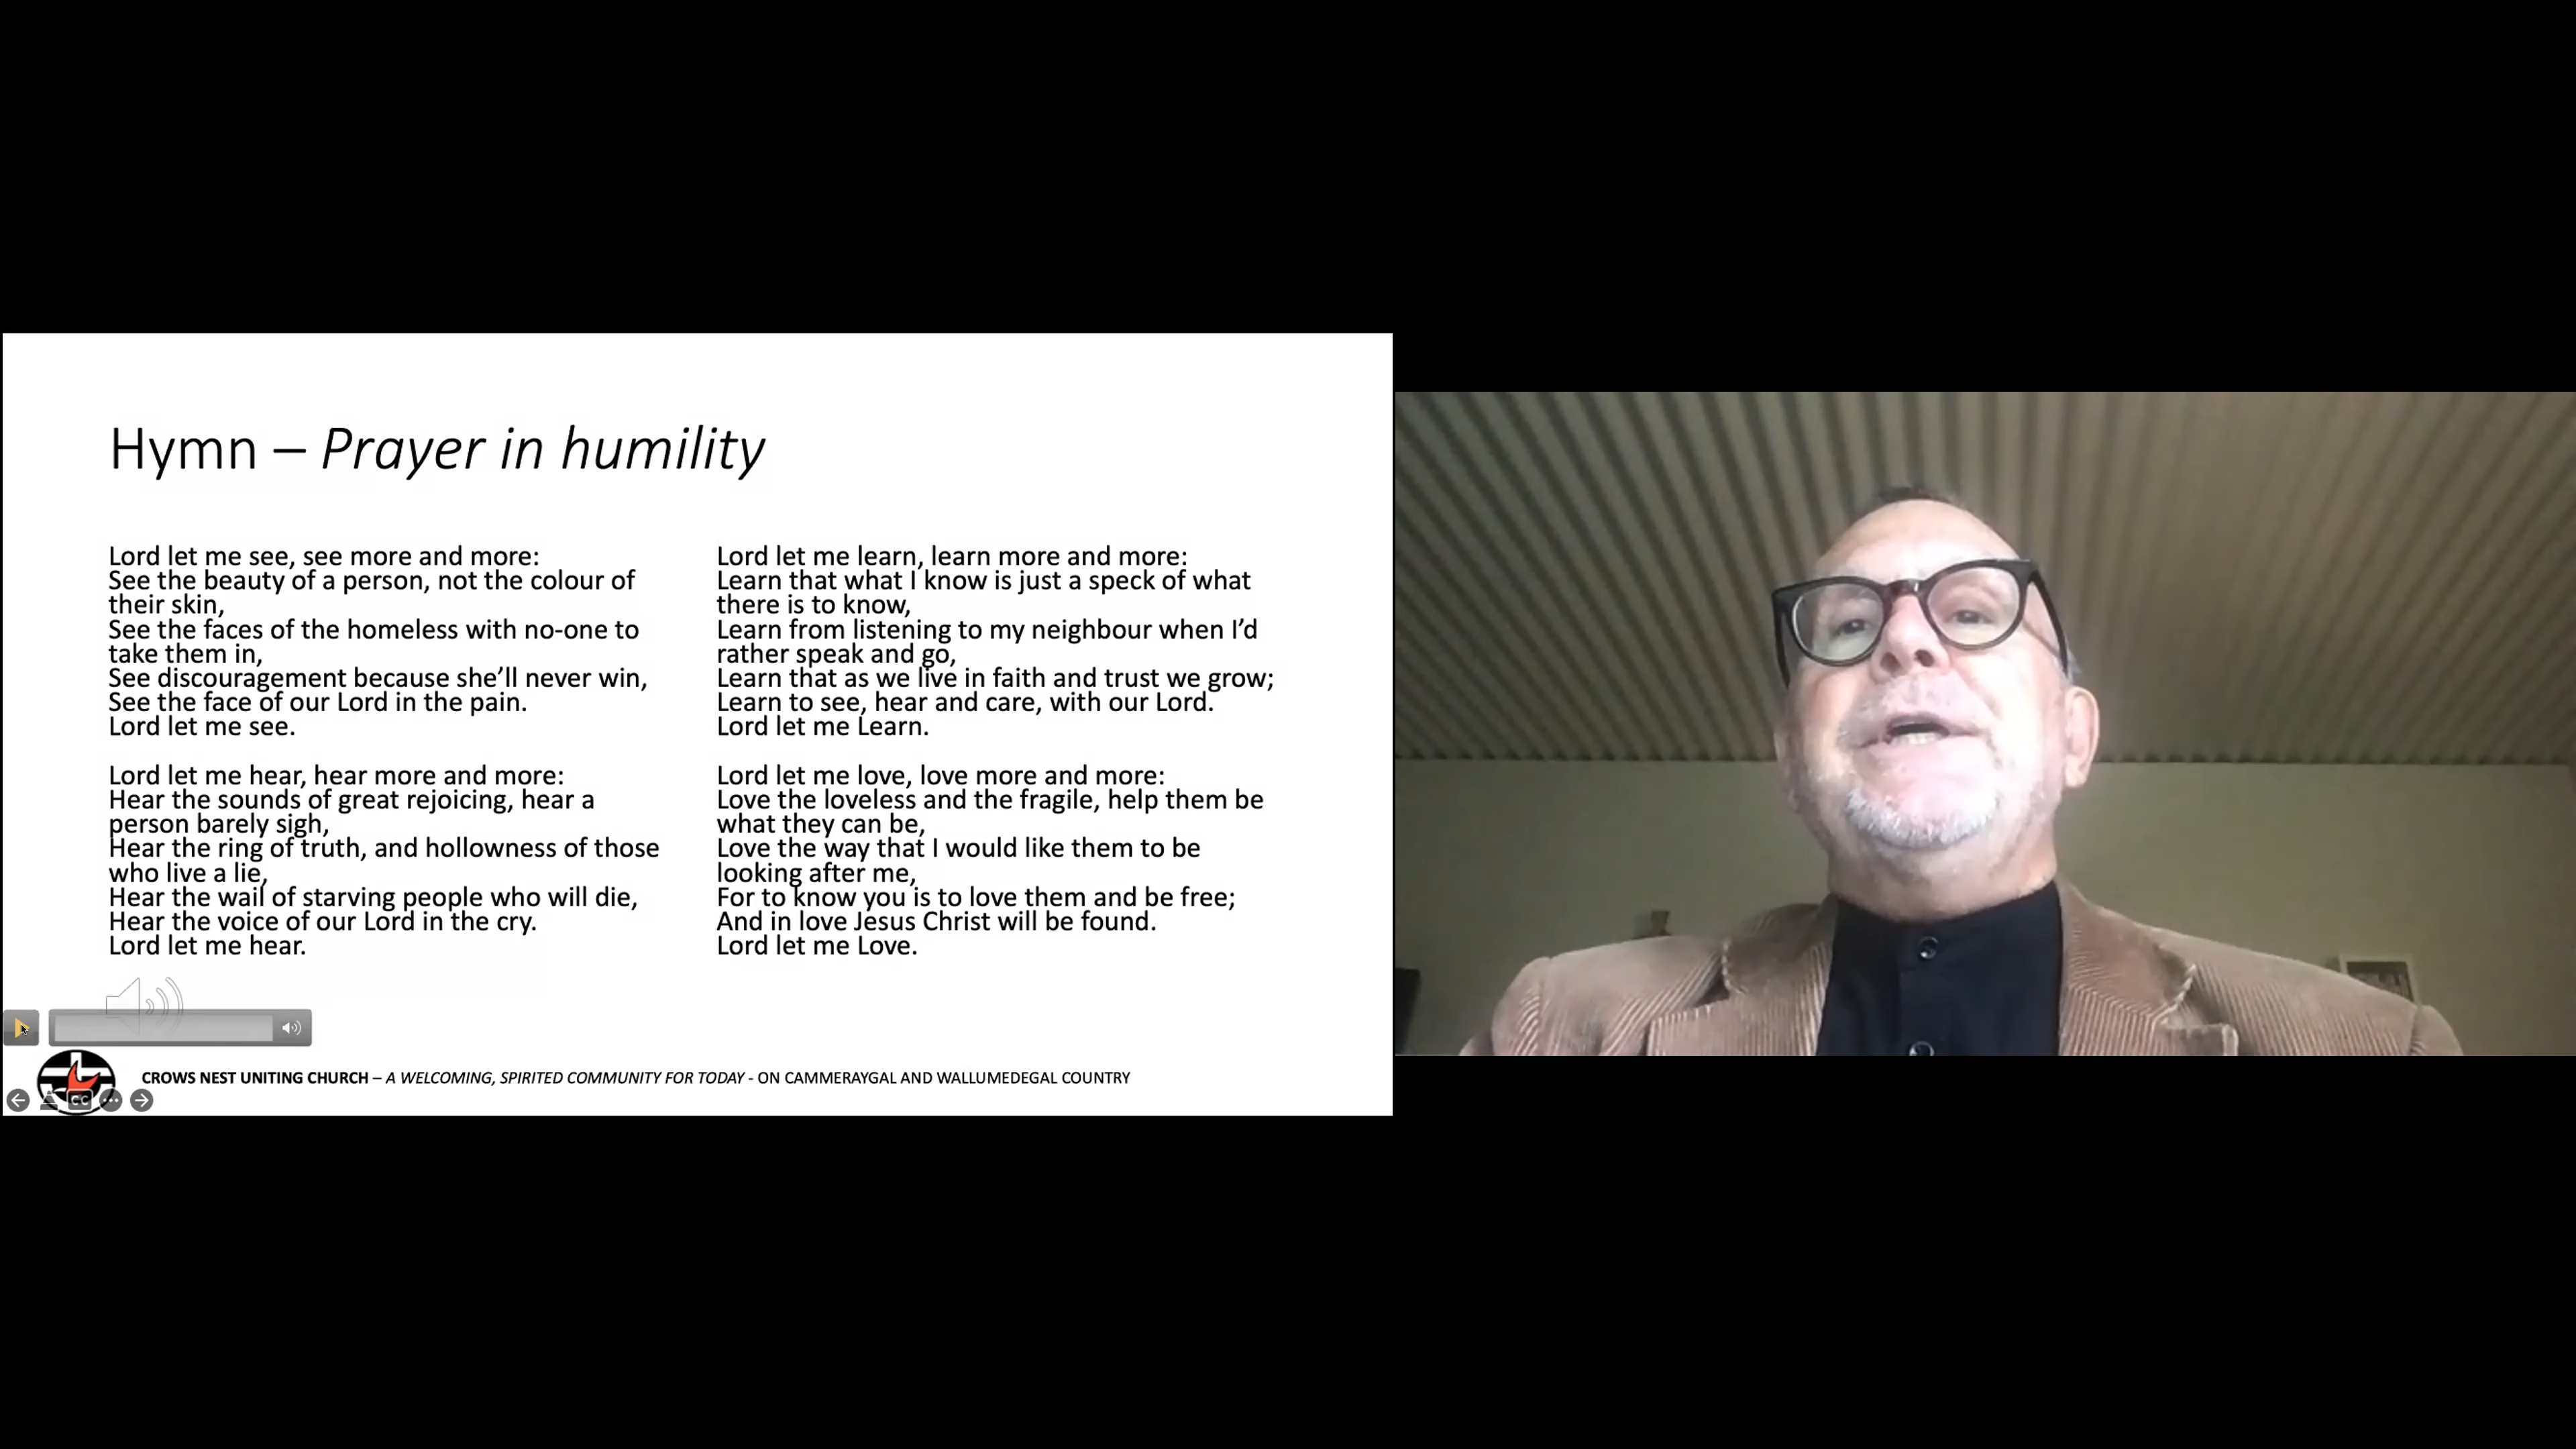 Hymn – Prayer in humility
Lord let me see, see more and more:
See the beauty of a person, not the colour of
their skin,
See the faces of the homeless with no-one to
take them in,
See discouragement because she’ll never win,
See the face of our Lord in the pain.
Lord let me see.
Lord let me hear, hear more and more:
Hear the sounds of great rejoicing, hear a
person barely sigh,
Hear the ring of truth, and hollowness of those
who live a lie,
Hear the wail of starving people who will die,
Hear the voice of our Lord in the cry.
Lord let me hear.
Lord let me learn, learn more and more:
Learn that what I know is just a speck of what
there is to know,
Learn from listening to my neighbour when I’d
rather speak and go,
Learn that as we live in faith and trust we grow;
Learn to see, hear and care, with our Lord.
Lord let me Learn.
Lord let me love, love more and more:
Love the loveless and the fragile, help them be
what they can be,
Love the way that I would like them to be
looking after me,
For to know you is to love them and be free;
And in love Jesus Christ will be found.
Lord let me Love.
CROWS NEST UNITING CHURCH – A WELCOMING, SPIRITED COMMUNITY FOR TODAY - ON CAMMERAYGAL AND WALLUMEDEGAL COUNTRY
CC